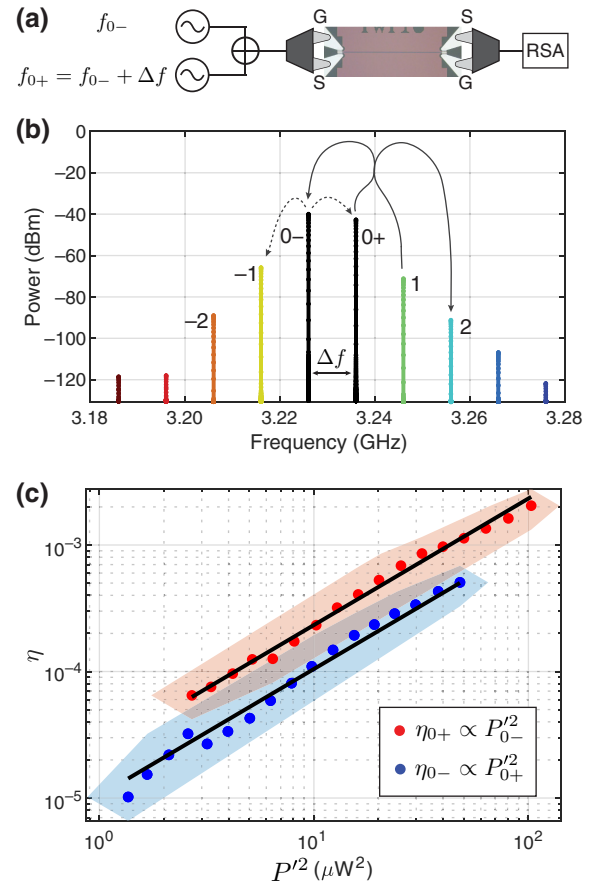 (a)
f₀₋
f₀₊ = f₀₋ + Δf
G
S
S
G
RSA
(b)
Power (dBm)
0
−20
−40
−60
−80
−100
−120
−2
−1
0−
0+
1
2
Δf
3.18
3.20
3.22
3.24
3.26
3.28
Frequency (GHz)
(c)
η
10⁻³
10⁻⁴
10⁻⁵
η₀₊ ∝ P′²₀₋
η₀₋ ∝ P′²₀₊
10⁰
10¹
10²
P′² (μW²)